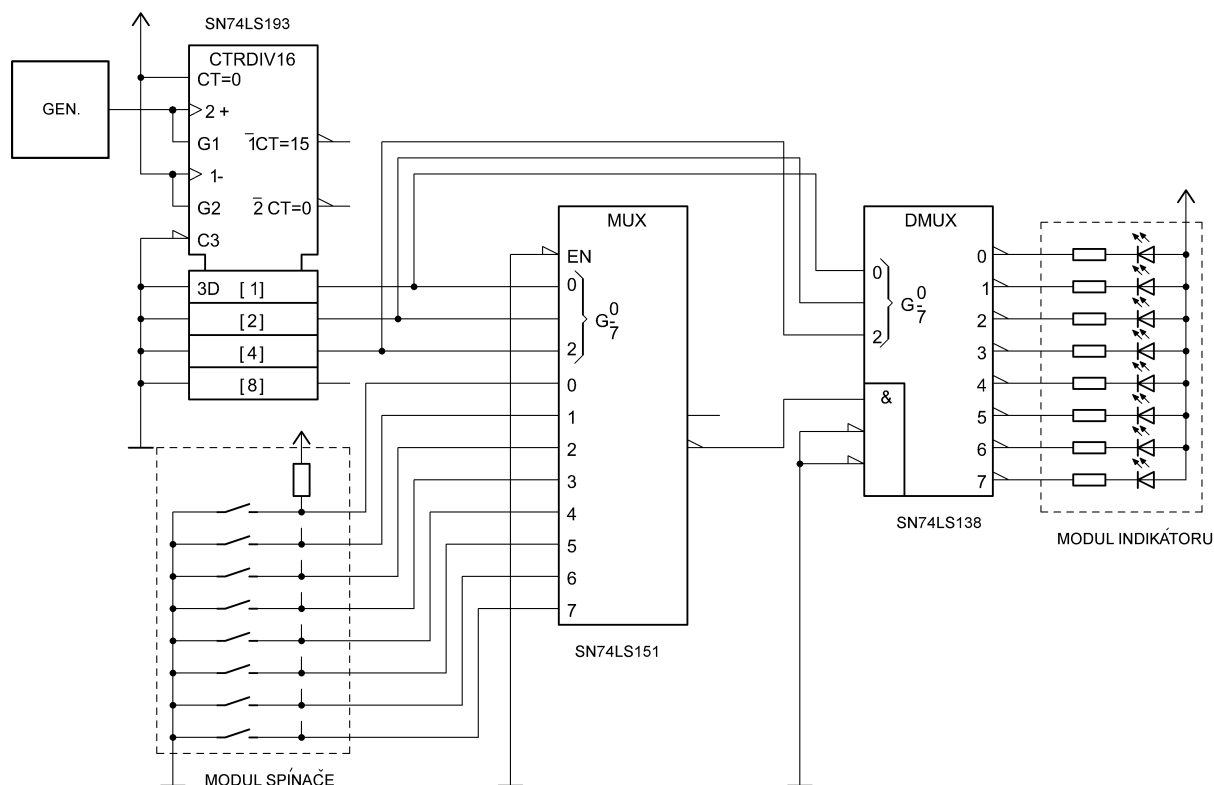 SN74LS193
CTRDIV16
CT=0
GEN.
2 +
G1
1CT=15
1-
G2
2 CT=0
C3
3D [ 1]
[ 2]
[ 4]
[ 8]
MUX
EN
0
2
G 0
7
0
1
2
3
4
5
6
7
SN74LS151
DMUX
0
2
G 0
7
&
0
1
2
3
4
5
6
7
SN74LS138
MODUL INDIKÁTORU
MODUL SPÍNAČE